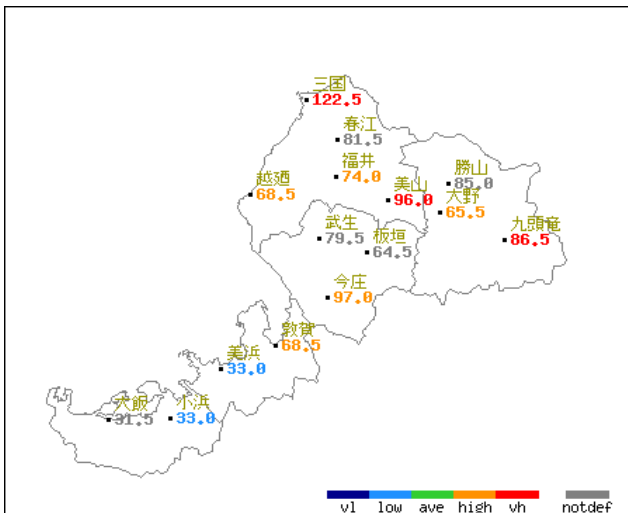 三国
122.5
春江
81.5
福井
74.0
越廼
68.5
美山
96.0
勝山
85.0
大野
65.5
九頭竜
86.5
武生
79.5
板垣
64.5
今庄
97.0
敦賀
68.5
美浜
33.0
小浜
33.0
大飯
31.5
vl low ave high vh notdef